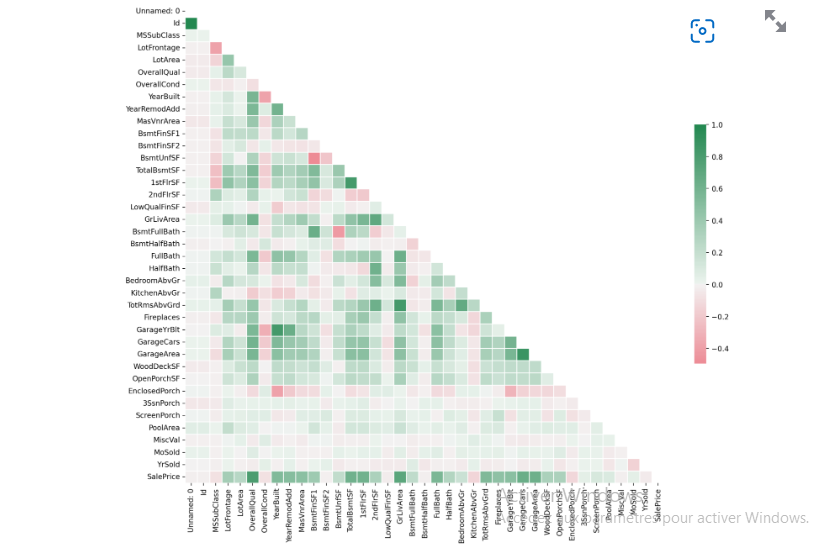 Unnamed: 0
Id
MSSubClass
LotFrontage
LotArea
OverallQual
OverallCond
YearBuilt
YearRemodAdd
MasVnrArea
BsmtFinSF1
BsmtFinSF2
BsmtUnfSF
TotalBsmtSF
1stFlrSF
2ndFlrSF
LowQualFinSF
GrLivArea
BsmtFullBath
BsmtHalfBath
FullBath
HalfBath
BedroomAbvGr
KitchenAbvGr
TotRmsAbvGrd
Fireplaces
GarageYrBlt
GarageCars
GarageArea
WoodDeckSF
OpenPorchSF
EnclosedPorch
3SsnPorch
ScreenPorch
PoolArea
MiscVal
MoSold
YrSold
SalePrice
Unnamed: 0
Id
MSSubClass
LotFrontage
LotArea
OverallQual
OverallCond
YearBuilt
YearRemodAdd
MasVnrArea
BsmtFinSF1
BsmtFinSF2
BsmtUnfSF
TotalBsmtSF
1stFlrSF
2ndFlrSF
LowQualFinSF
GrLivArea
BsmtFullBath
BsmtHalfBath
FullBath
HalfBath
BedroomAbvGr
KitchenAbvGr
TotRmsAbvGrd
Fireplaces
GarageYrBlt
GarageCars
GarageArea
WoodDeckSF
OpenPorchSF
EnclosedPorch
3SsnPorch
ScreenPorch
PoolArea
MiscVal
MoSold
YrSold
SalePrice
1.0
0.8
0.6
0.4
0.2
0.0
−0.2
−0.4
Windows
paramètres pour activer Windows.